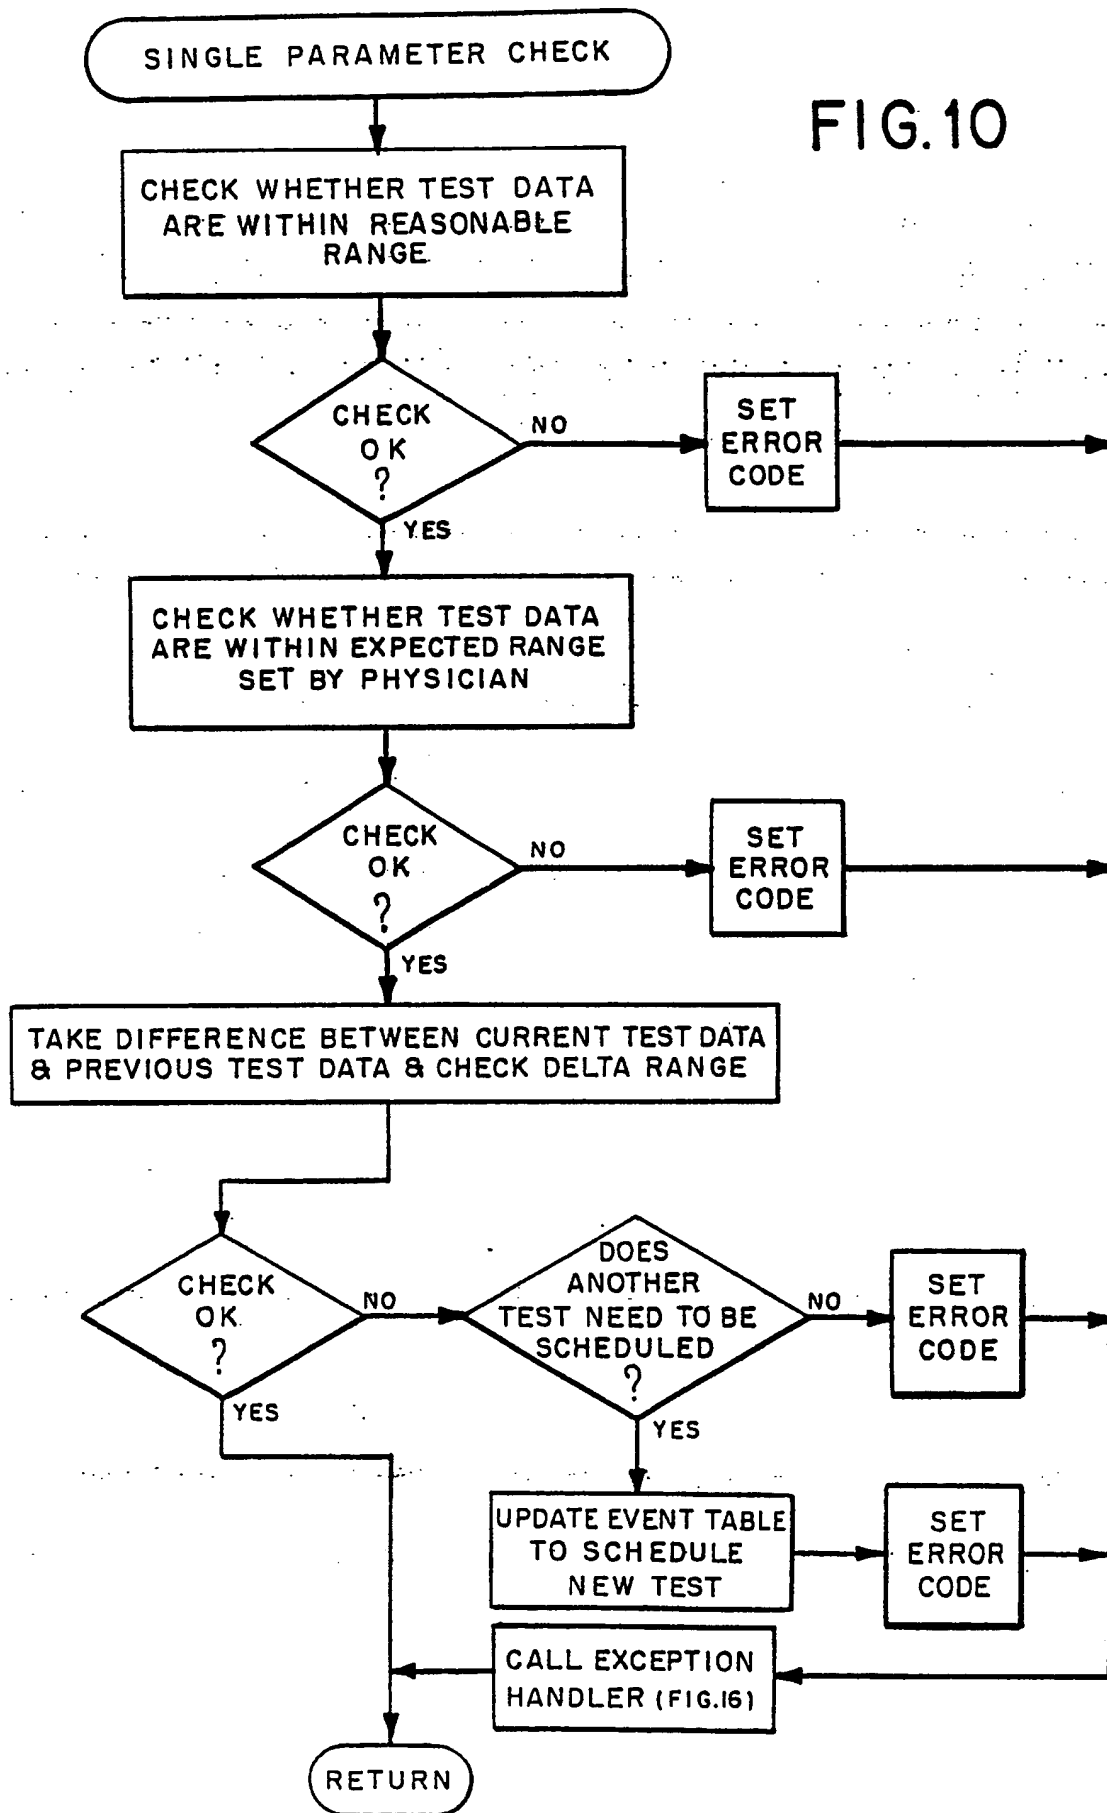 SINGLE PARAMETER CHECK
FIG.10
CHECK WHETHER TEST DATA
ARE WITHIN REASONABLE
RANGE
CHECK
OK
?
NO
SET
ERROR
CODE
YES
CHECK WHETHER TEST DATA
ARE WITHIN EXPECTED RANGE
SET BY PHYSICIAN
CHECK
OK
?
NO
SET
ERROR
CODE
YES
TAKE DIFFERENCE BETWEEN CURRENT TEST DATA
& PREVIOUS TEST DATA & CHECK DELTA RANGE
CHECK
OK
?
NO
YES
DOES
ANOTHER
TEST NEED TO BE
SCHEDULED
?
NO
SET
ERROR
CODE
YES
UPDATE EVENT TABLE
TO SCHEDULE
NEW TEST
SET
ERROR
CODE
CALL EXCEPTION
HANDLER (FIG.16)
RETURN